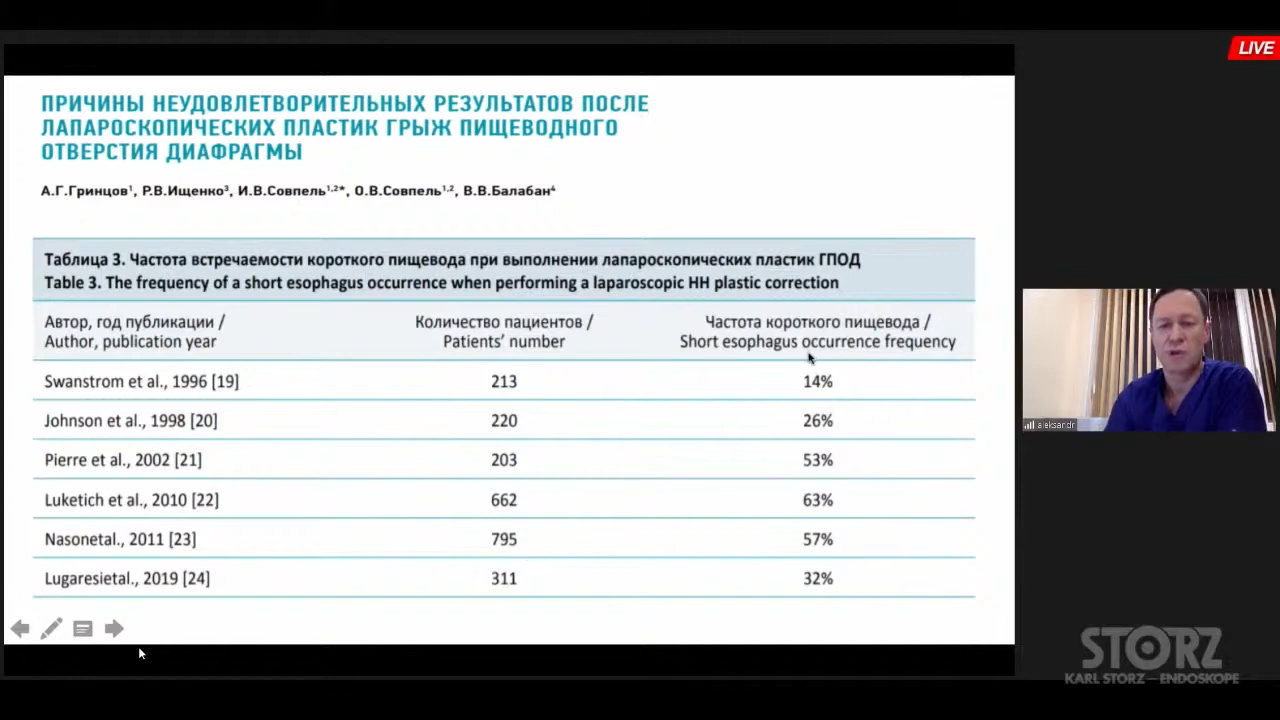 LIVE
ПРИЧИНЫ НЕУДОВЛЕТВОРИТЕЛЬНЫХ РЕЗУЛЬТАТОВ ПОСЛЕ
ЛАПАРОСКОПИЧЕСКИХ ПЛАСТИК ГРЫЖ ПИЩЕВОДНОГО
ОТВЕРСТИЯ ДИАФРАГМЫ
А.Г.Гринцов¹, Р.В.Ищенко³, И.В.Совпель¹,²*, О.В.Совпель¹,², В.В.Балабан⁴
Таблица 3. Частота встречаемости короткого пищевода при выполнении лапароскопических пластик ГПОД
Table 3. The frequency of a short esophagus occurrence when performing a laparoscopic HH plastic correction
Автор, год публикации / Количество пациентов / Частота короткого пищевода /
Author, publication year Patients’ number Short esophagus occurrence frequency
Swanstrom et al., 1996 [19] 213 14%
Johnson et al., 1998 [20] 220 26%
Pierre et al., 2002 [21] 203 53%
Luketich et al., 2010 [22] 662 63%
Nasonetal., 2011 [23] 795 57%
Lugaresietal., 2019 [24] 311 32%
aleksandr
STORZ
KARL STORZ — ENDOSKOPE